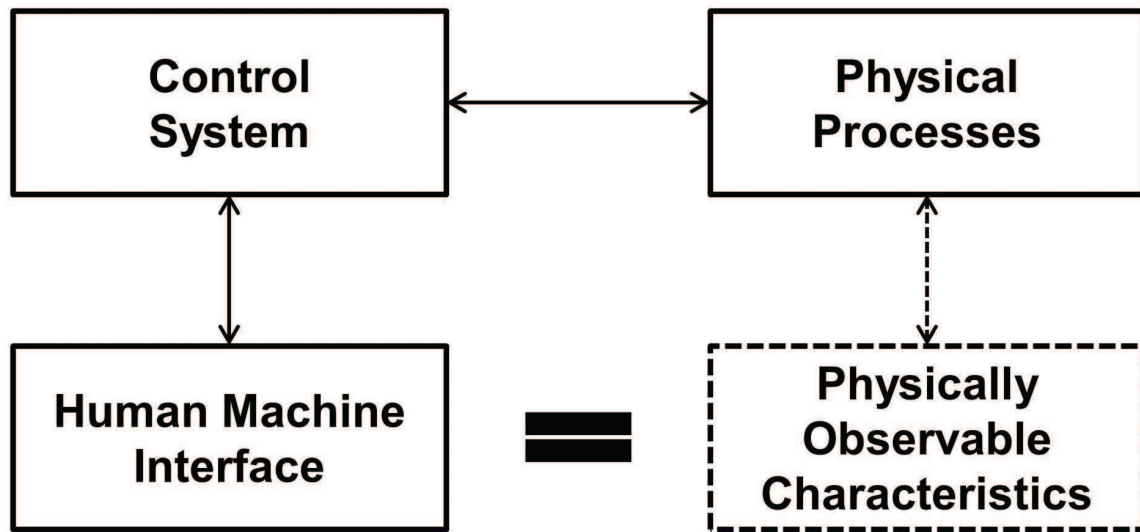 Control
System
Physical
Processes
Human Machine
Interface
=
Physically
Observable
Characteristics